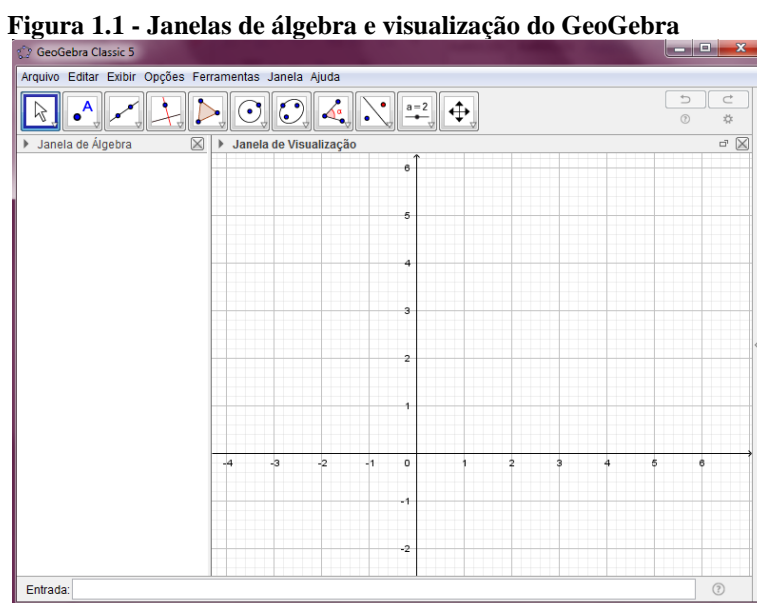 Figura 1.1 - Janelas de álgebra e visualização do GeoGebra
GeoGebra Classic 5
Arquivo Editar Exibir Opções Ferramentas Janela Ajuda
A
α
a = 2
Janela de Álgebra
Janela de Visualização
6
5
4
3
2
1
-4 -3 -2 -1 0 1 2 3 4 5 6
-1
-2
Entrada: